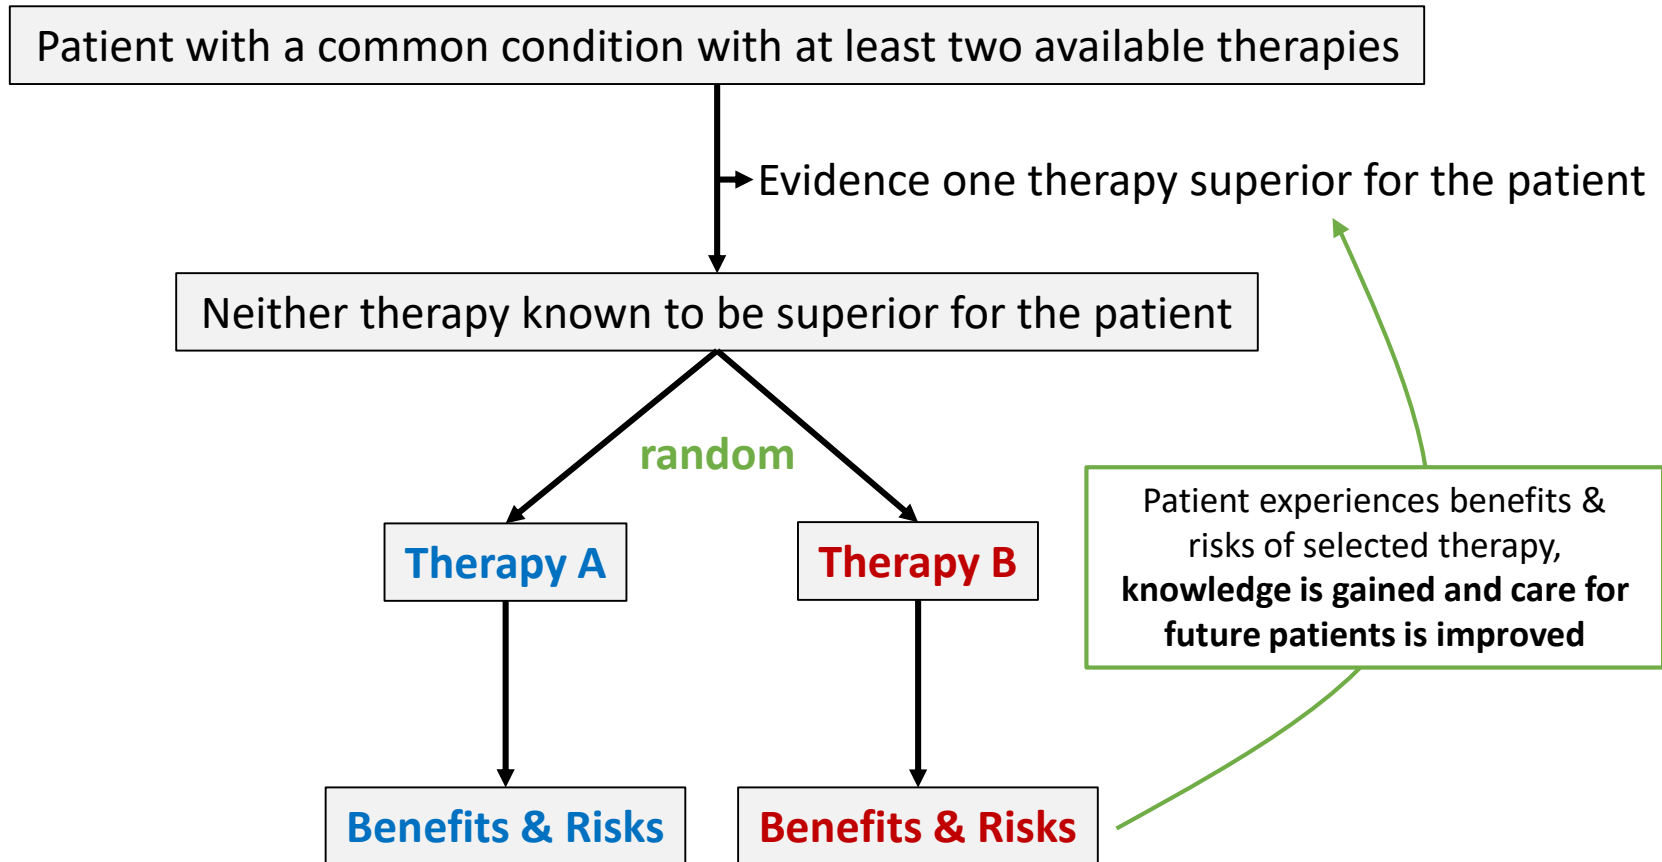 Patient with a common condition with at least two available therapies
Evidence one therapy superior for the patient
Neither therapy known to be superior for the patient
random
Therapy A
Therapy B
Patient experiences benefits &
risks of selected therapy,
knowledge is gained and care for
future patients is improved
Benefits & Risks
Benefits & Risks